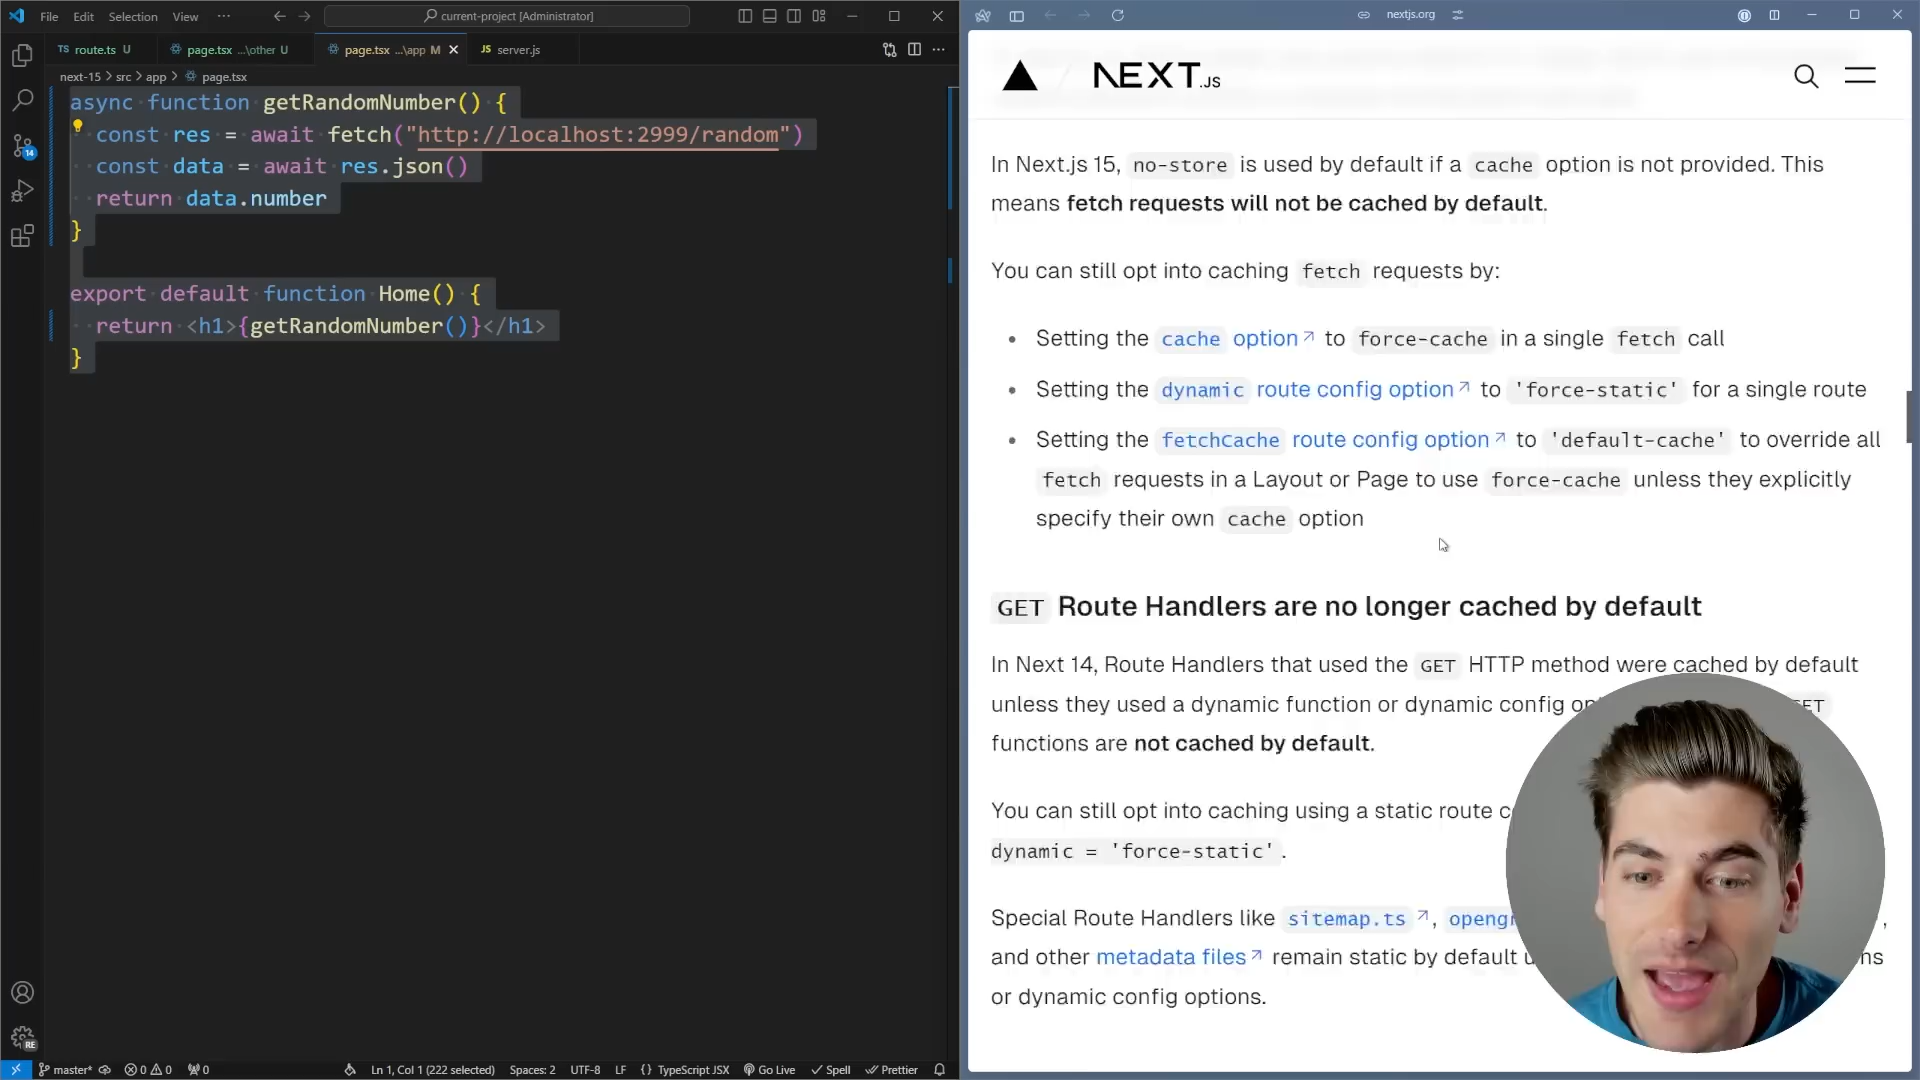 File Edit Selection View ··· current-project [Administrator]
TS route.ts U page.tsx ...\other U page.tsx ...\app M JS server.js
next-15 > src > app > page.tsx
async function getRandomNumber() {
const res = await fetch("http://localhost:2999/random")
const data = await res.json()
return data.number
}
export default function Home() {
return <h1>{getRandomNumber()}</h1>
}
14
RE
master* 0 0 0 Ln 1, Col 1 (222 selected) Spaces: 2 UTF-8 LF {} TypeScript JSX Go Live Spell Prettier
nextjs.org
NEXT.JS
In Next.js 15, no-store is used by default if a cache option is not provided. This
means fetch requests will not be cached by default.
You can still opt into caching fetch requests by:
• Setting the cache option to force-cache in a single fetch call
• Setting the dynamic route config option to 'force-static' for a single route
• Setting the fetchCache route config option to 'default-cache' to override all
fetch requests in a Layout or Page to use force-cache unless they explicitly
specify their own cache option
GET Route Handlers are no longer cached by default
In Next 14, Route Handlers that used the GET HTTP method were cached by default
unless they used a dynamic function or dynamic config
functions are not cached by default.
You can still opt into caching using a static route
dynamic = 'force-static'.
Special Route Handlers like sitemap.ts,
and other metadata files remain static by default
or dynamic config options.